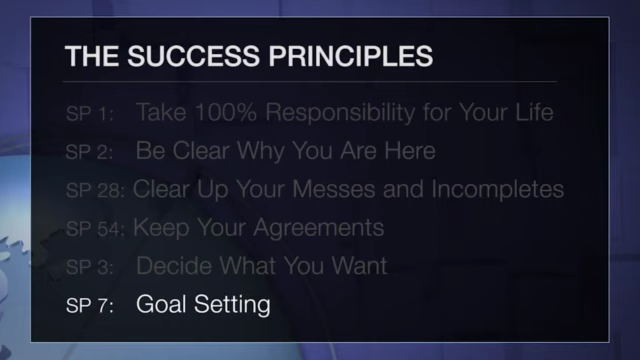 THE SUCCESS PRINCIPLES
SP 1: Take 100% Responsibility for Your Life
SP 2: Be Clear Why You Are Here
SP 28: Clear Up Your Messes and Incompletes
SP 54: Keep Your Agreements
SP 3: Decide What You Want
SP 7: Goal Setting